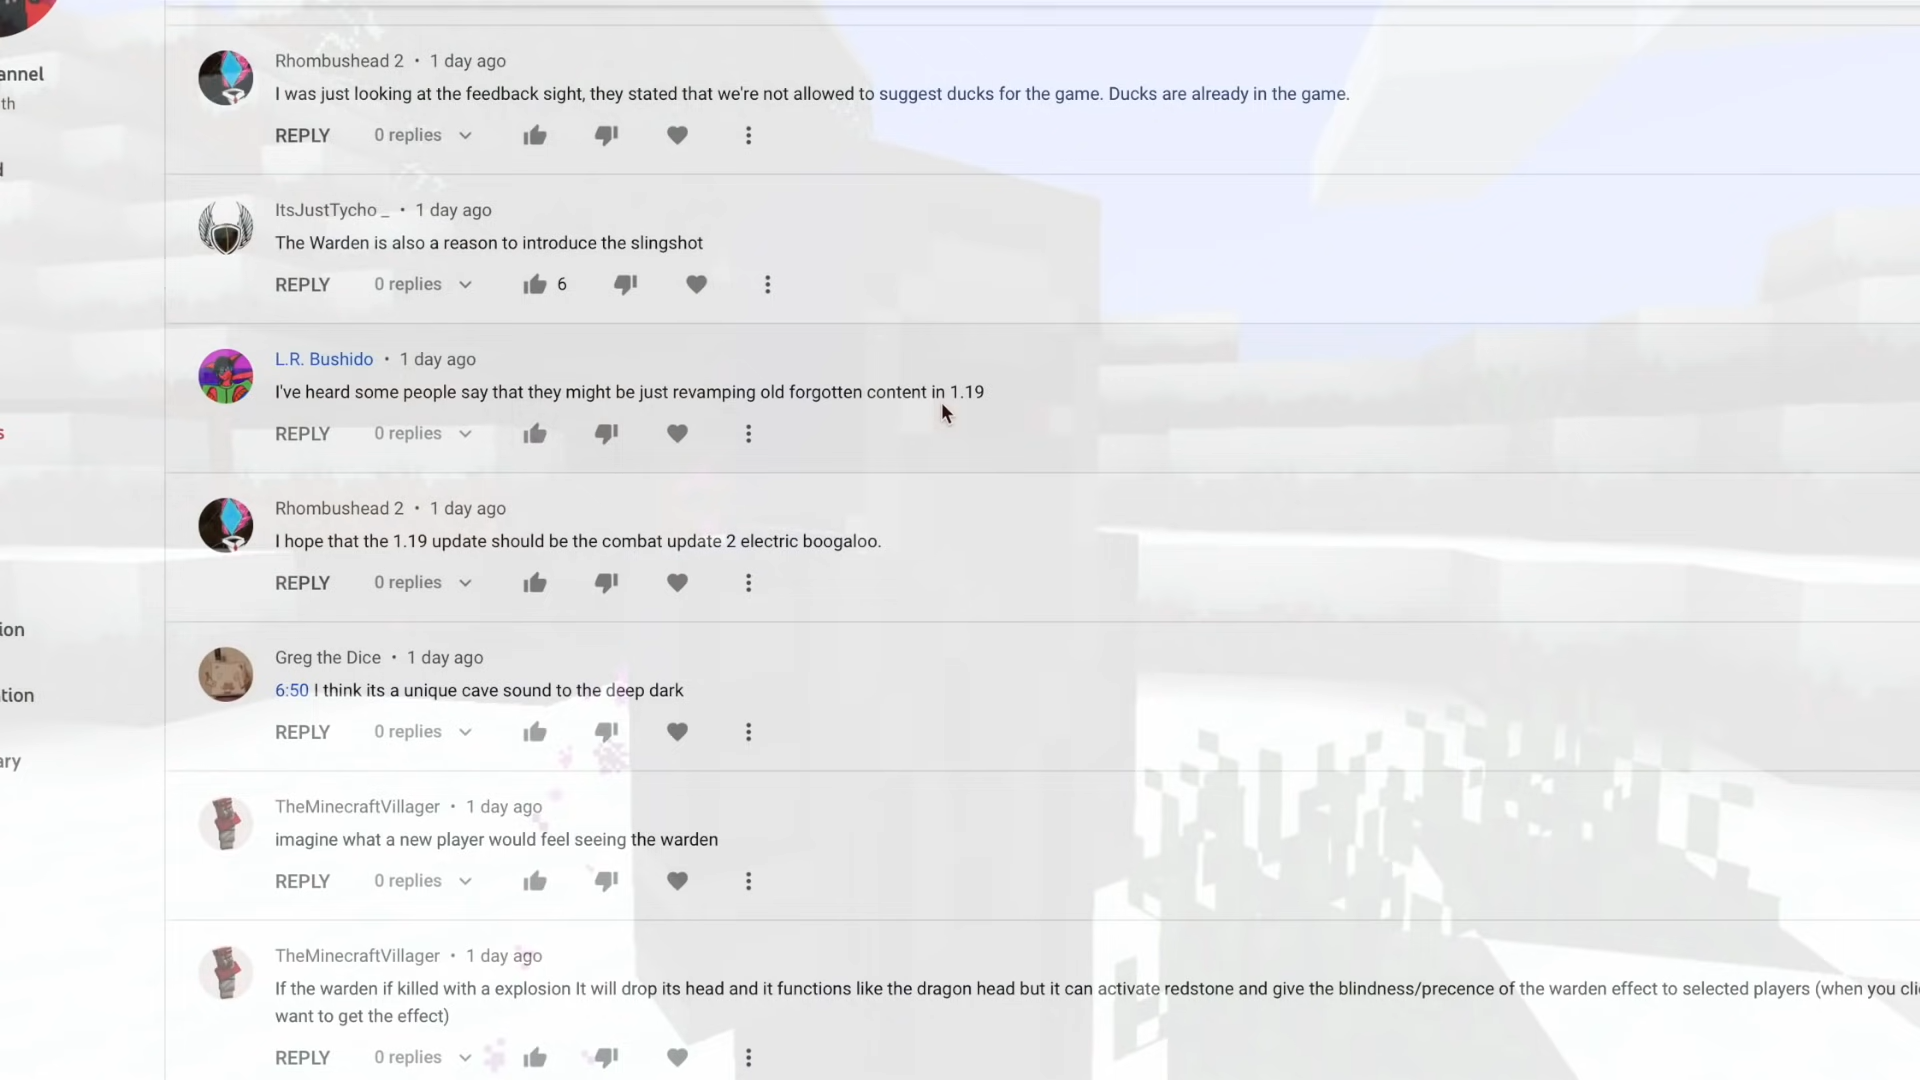 annel
th
Rhombushead 2 • 1 day ago
I was just looking at the feedback sight, they stated that we're not allowed to suggest ducks for the game. Ducks are already in the game.
REPLY 0 replies
ItsJustTycho _ • 1 day ago
The Warden is also a reason to introduce the slingshot
REPLY 0 replies 6
L.R. Bushido • 1 day ago
I've heard some people say that they might be just revamping old forgotten content in 1.19
REPLY 0 replies
s
Rhombushead 2 • 1 day ago
I hope that the 1.19 update should be the combat update 2 electric boogaloo.
REPLY 0 replies
ion
Greg the Dice • 1 day ago
6:50 I think its a unique cave sound to the deep dark
tion
REPLY 0 replies
ary
TheMinecraftVillager • 1 day ago
imagine what a new player would feel seeing the warden
REPLY 0 replies
TheMinecraftVillager • 1 day ago
If the warden if killed with a explosion It will drop its head and it functions like the dragon head but it can activate redstone and give the blindness/precence of the warden effect to selected players (when you cli
want to get the effect)
REPLY 0 replies